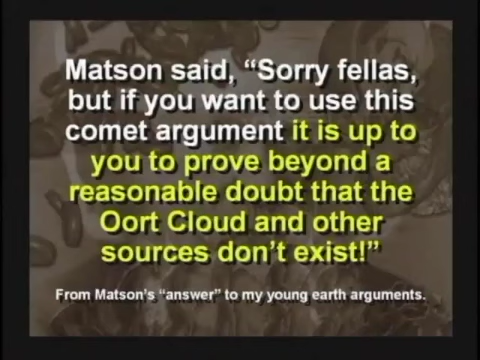 Matson said, “Sorry fellas,
but if you want to use this
comet argument it is up to
you to prove beyond a
reasonable doubt that the
Oort Cloud and other
sources don’t exist!”
From Matson’s “answer” to my young earth arguments.